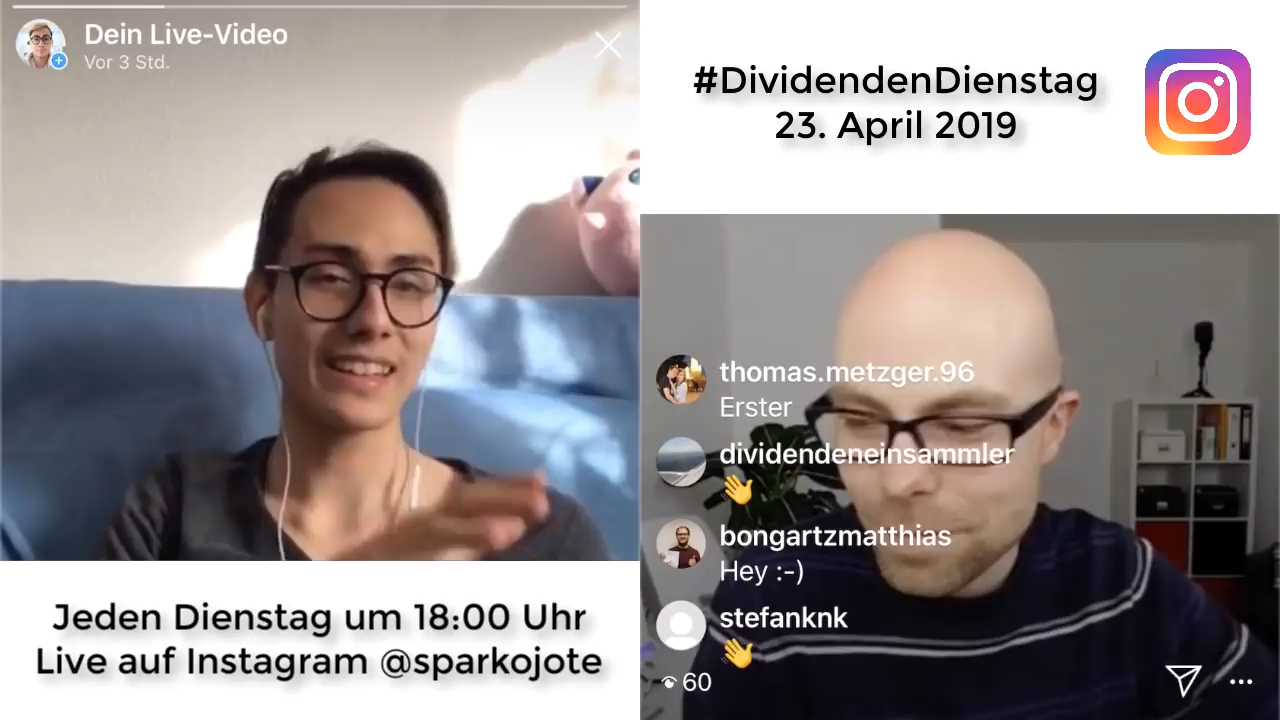 Dein Live-Video
Vor 3 Std.
#DividendenDienstag
23. April 2019
thomas.metzger.96
Erster
dividendeneinsammler
👋
bongartzmatthias
Hey :-)
stefanknk
👋
60
Jeden Dienstag um 18:00 Uhr
Live auf Instagram @sparkojote